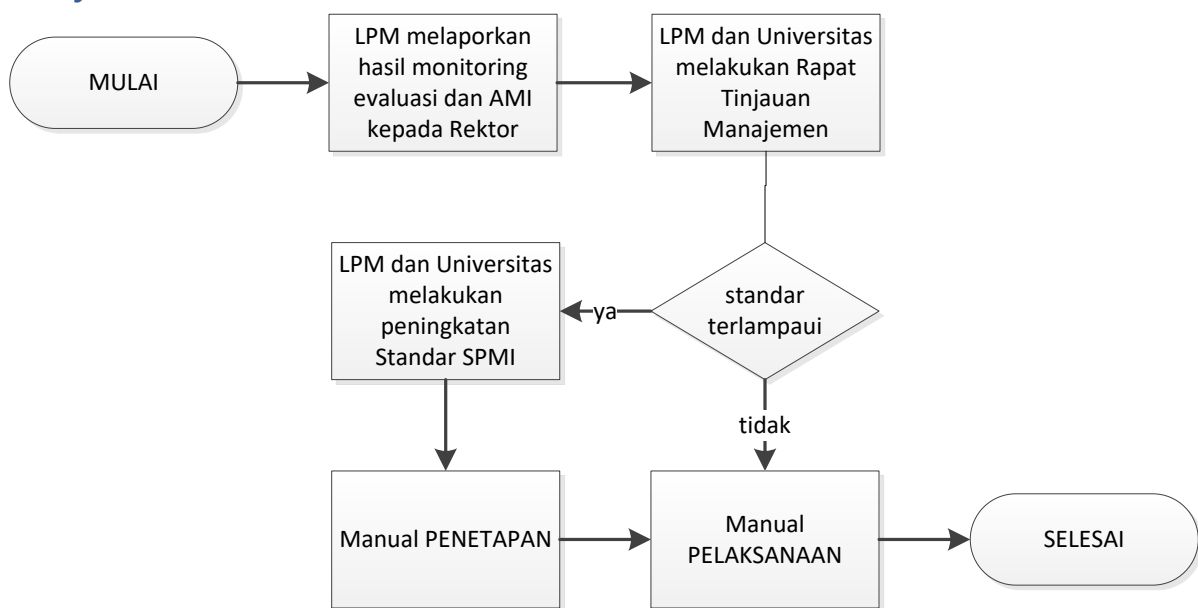 MULAI
LPM melaporkan
hasil monitoring
evaluasi dan AMI
kepada Rektor
LPM dan Universitas
melakukan Rapat
Tinjauan
Manajemen
standar
terlampaui
ya
LPM dan Universitas
melakukan
peningkatan
Standar SPMI
tidak
Manual PENETAPAN
Manual
PELAKSANAAN
SELESAI